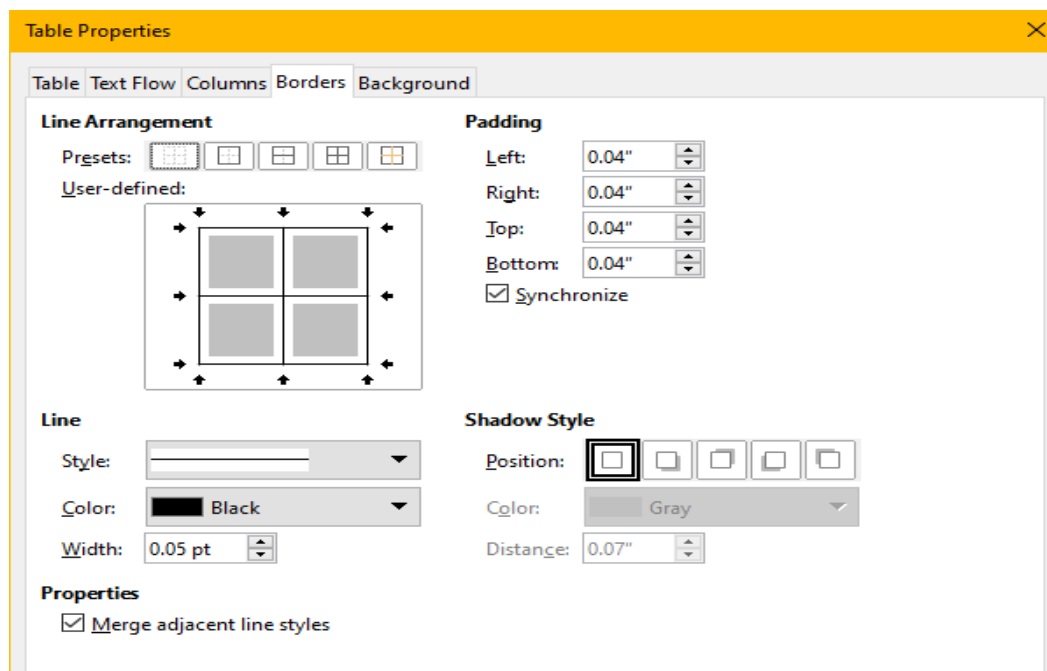 Table Properties
Table Text Flow Columns Borders Background
Line Arrangement
Presets:
User-defined:
Padding
Left: 0.04"
Right: 0.04"
Top: 0.04"
Bottom: 0.04"
Synchronize
Line
Style:
Color: Black
Width: 0.05 pt
Shadow Style
Position:
Color: Gray
Distance: 0.07"
Properties
Merge adjacent line styles